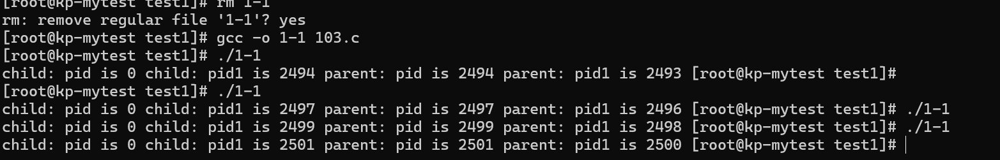 [root@kp-mytest test1]# rm 1-1
rm: remove regular file '1-1'? yes
[root@kp-mytest test1]# gcc -o 1-1 103.c
[root@kp-mytest test1]# ./1-1
child: pid is 0 child: pid1 is 2494 parent: pid is 2494 parent: pid1 is 2493 [root@kp-mytest test1]#
[root@kp-mytest test1]# ./1-1
child: pid is 0 child: pid1 is 2497 parent: pid is 2497 parent: pid1 is 2496 [root@kp-mytest test1]# ./1-1
child: pid is 0 child: pid1 is 2499 parent: pid is 2499 parent: pid1 is 2498 [root@kp-mytest test1]# ./1-1
child: pid is 0 child: pid1 is 2501 parent: pid is 2501 parent: pid1 is 2500 [root@kp-mytest test1]#